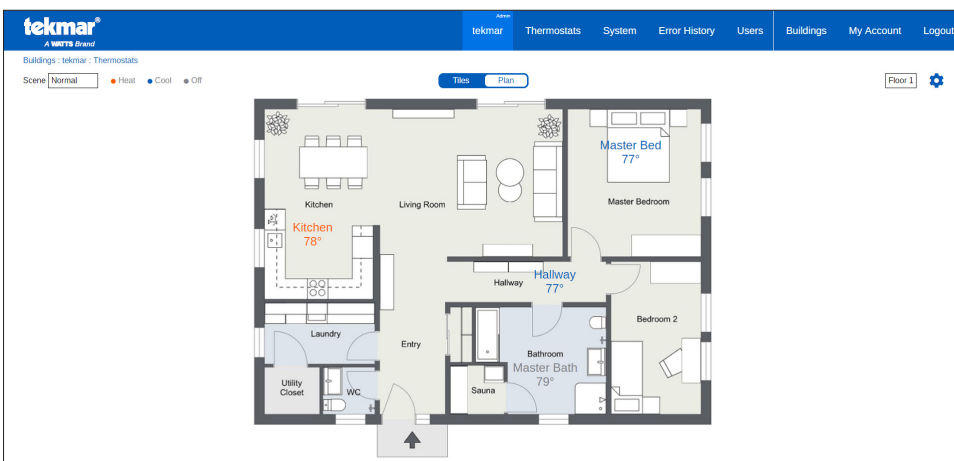 tekmar®
A WATTS Brand
Admin
tekmar Thermostats System Error History Users Buildings My Account Logout
Buildings : tekmar : Thermostats
Scene Normal Heat Cool Off
Tiles Plan
Floor 1
Master Bed
77°
Kitchen
Living Room
Master Bedroom
Kitchen
78°
Hallway
Hallway
77°
Bedroom 2
Laundry
Entry
Bathroom
Master Bath
79°
Utility
Closet
WC
Sauna